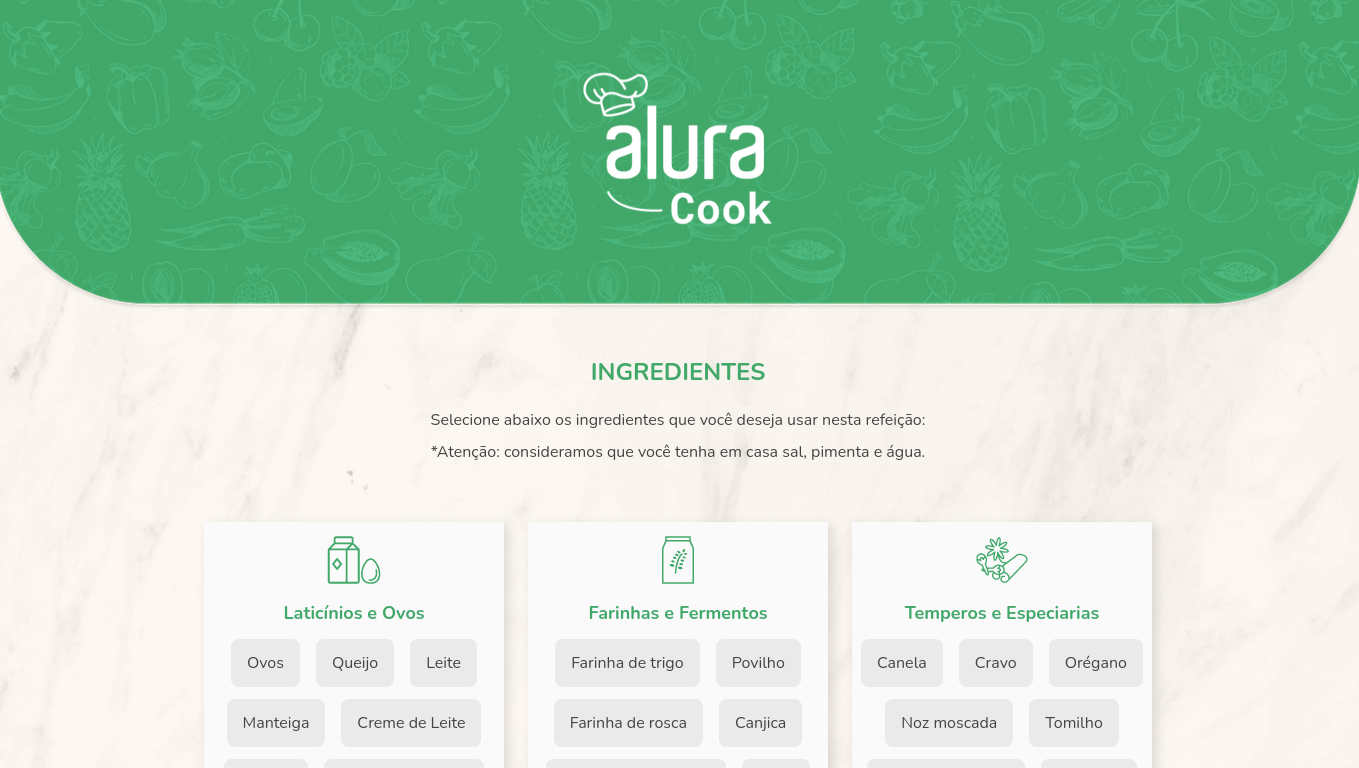 alura
Cook
INGREDIENTES
Selecione abaixo os ingredientes que você deseja usar nesta refeição:
*Atenção: consideramos que você tenha em casa sal, pimenta e água.
Laticínios e Ovos
Ovos Queijo Leite
Manteiga Creme de Leite
Farinhas e Fermentos
Farinha de trigo Povilho
Farinha de rosca Canjica
Temperos e Especiarias
Canela Cravo Orégano
Noz moscada Tomilho